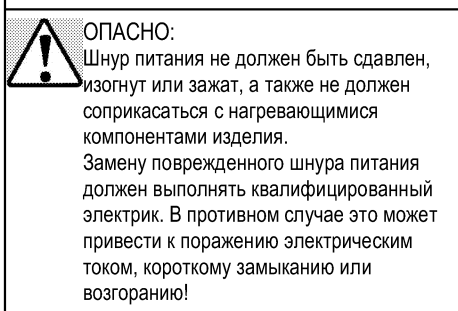 ОПАСНО:
Шнур питания не должен быть сдавлен,
изогнут или зажат, а также не должен
соприкасаться с нагревающимися
компонентами изделия.
Замену поврежденного шнура питания
должен выполнять квалифицированный
электрик. В противном случае это может
привести к поражению электрическим
током, короткому замыканию или
возгоранию!